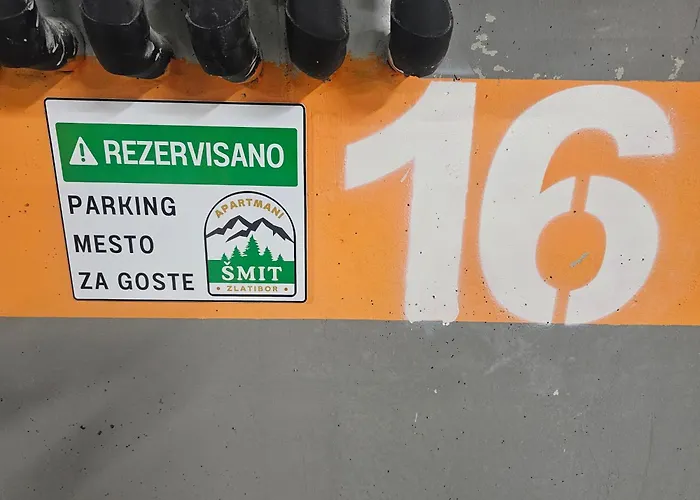 REZERVISANO
PARKING
MESTO
ZA GOSTE
APARTMANI
ŠMIT
ZLATIBOR
16